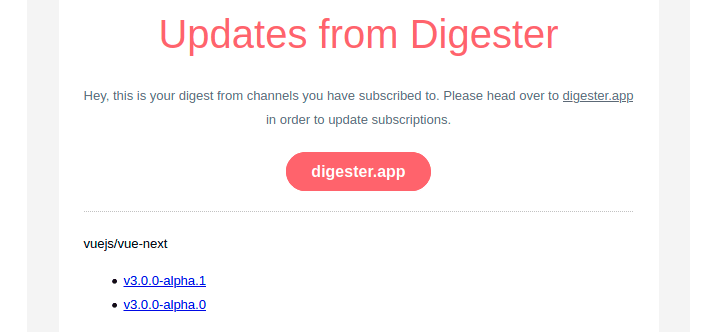 Updates from Digester
Hey, this is your digest from channels you have subscribed to. Please head over to digester.app
in order to update subscriptions.
digester.app
vuejs/vue-next
v3.0.0-alpha.1
v3.0.0-alpha.0